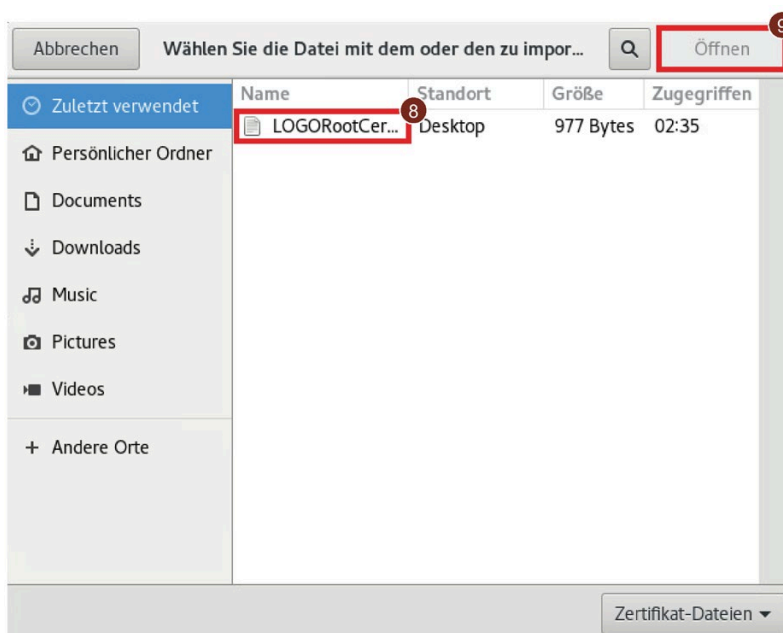 9
Abbrechen Wählen Sie die Datei mit dem oder den zu impor... Öffnen
Zuletzt verwendet
Name Standort Größe Zugegriffen
8
LOGORootCer... Desktop 977 Bytes 02:35
Persönlicher Ordner
Documents
Downloads
Music
Pictures
Videos
+ Andere Orte
Zertifikat-Dateien